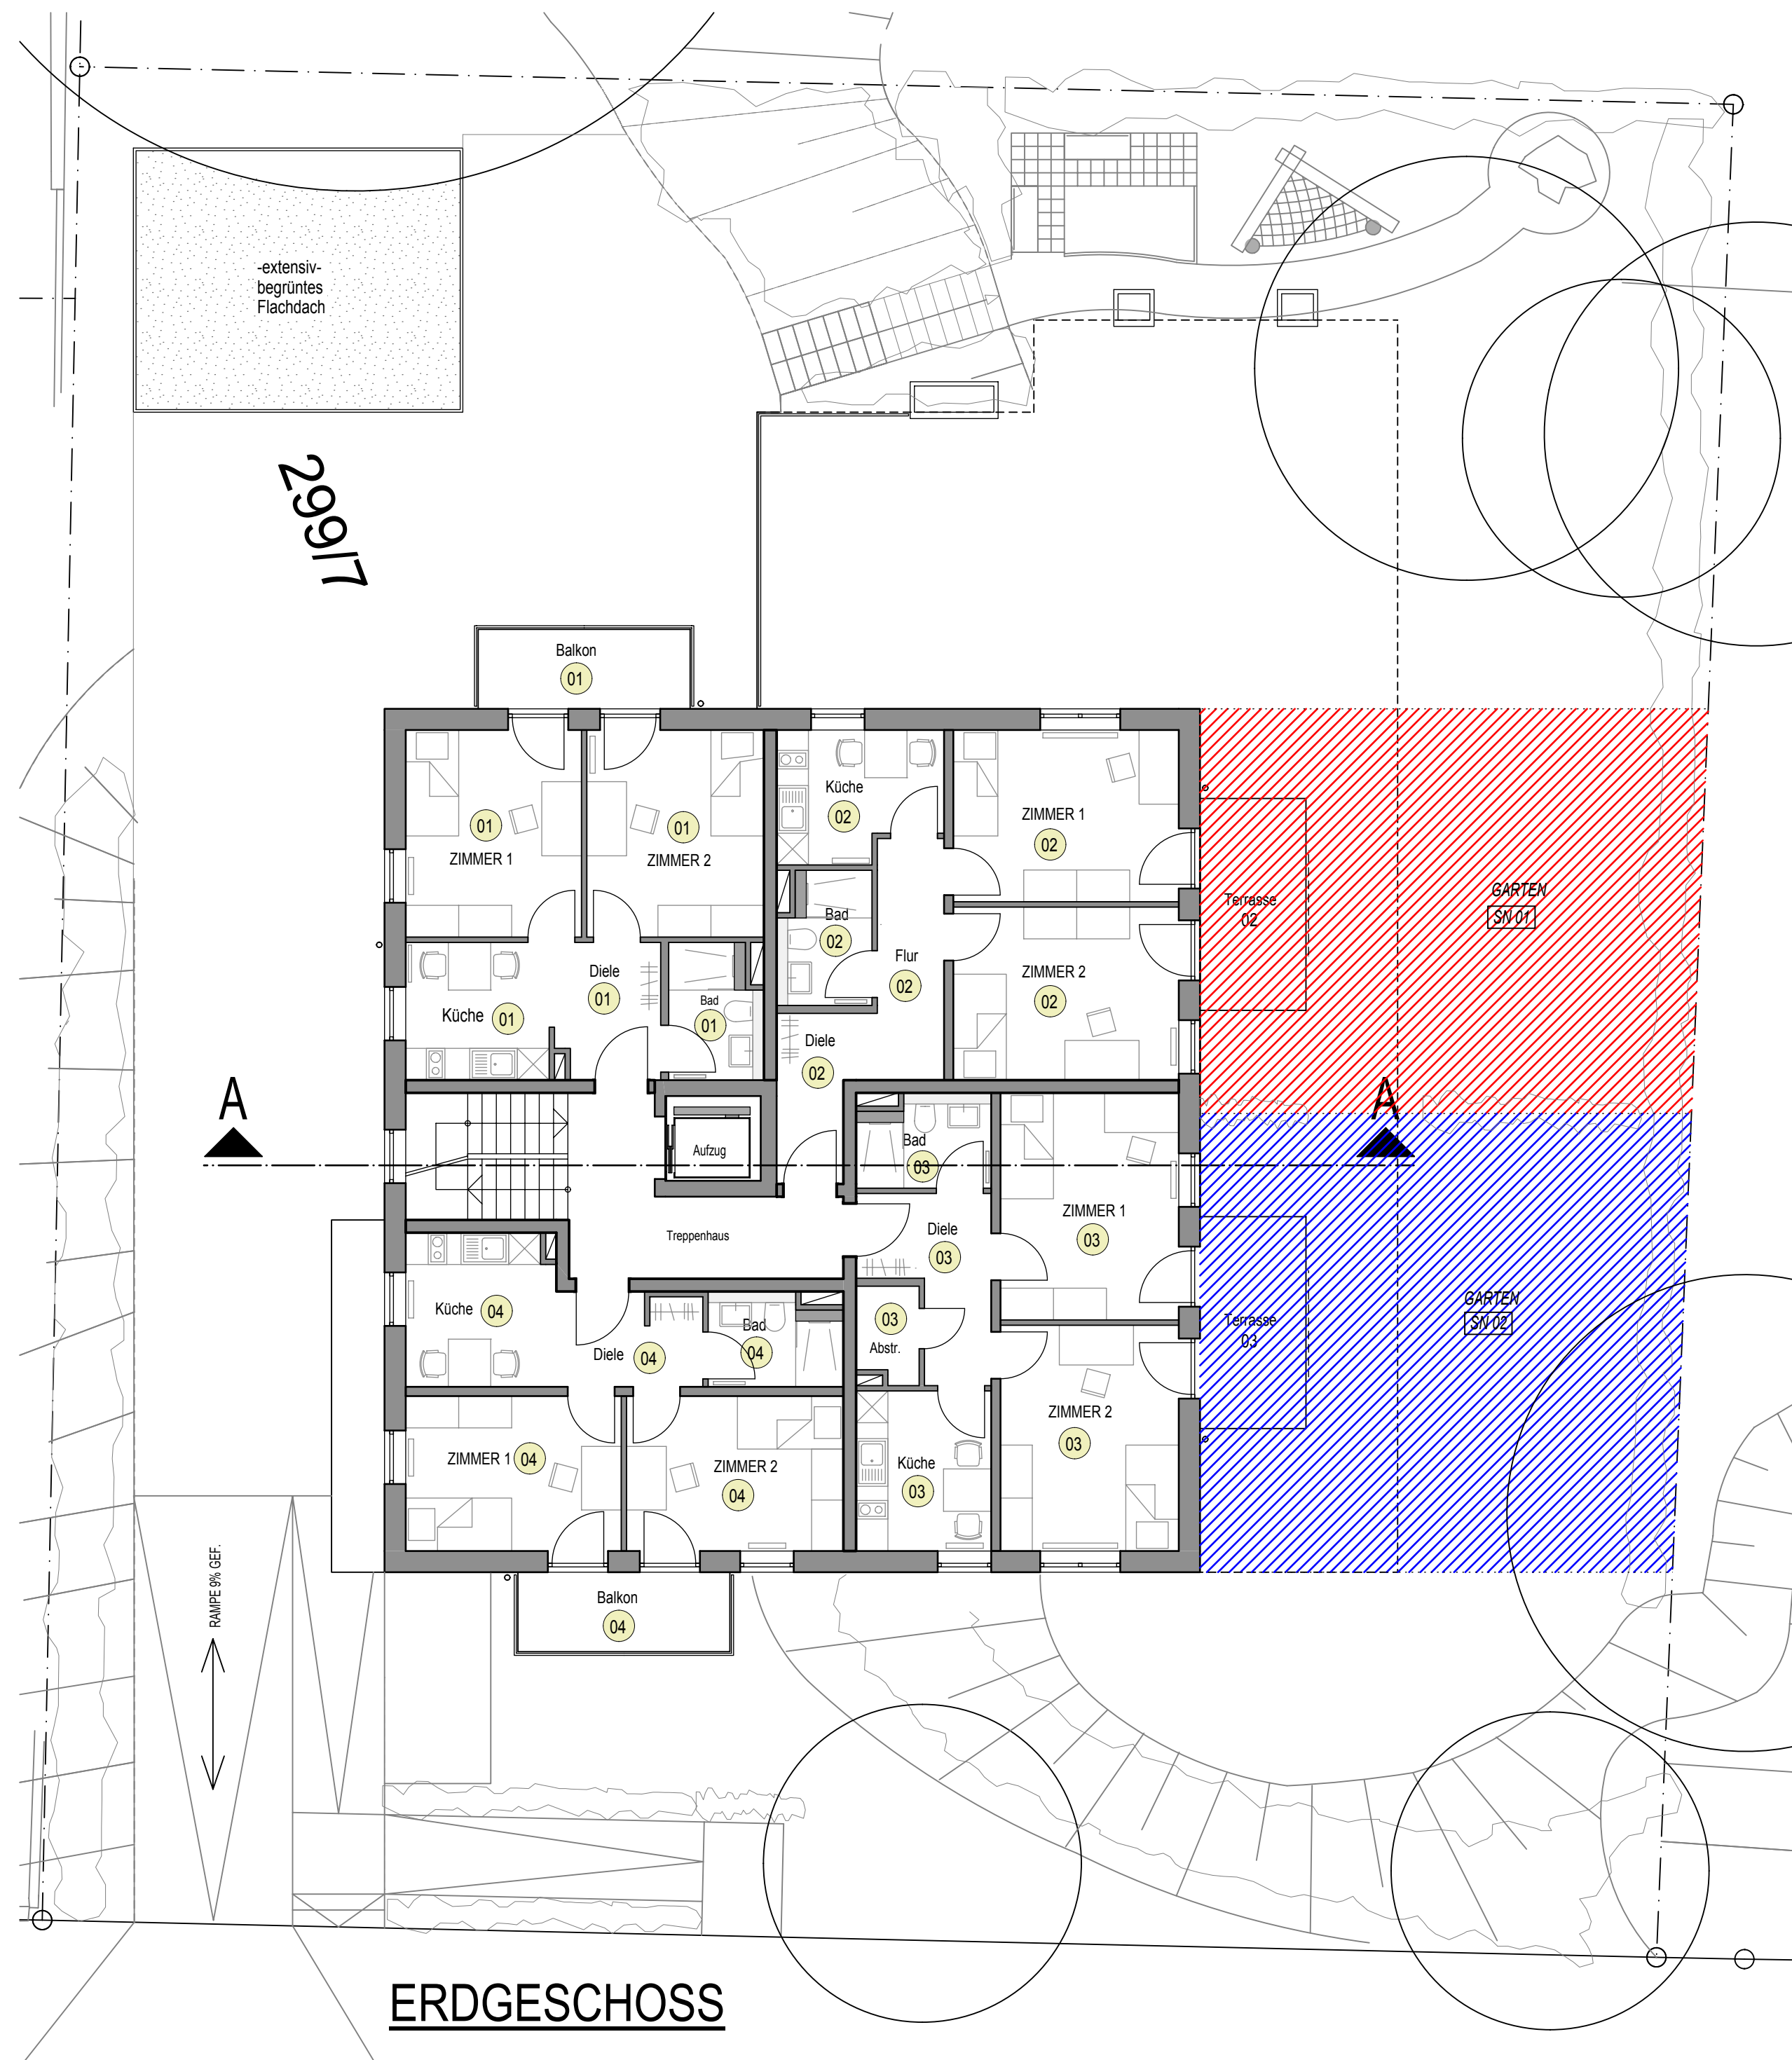 -extensiv-
begrüntes
Flachdach
299/7
Balkon
01
01
ZIMMER 1
01
ZIMMER 2
Küche
02
ZIMMER 1
02
Terrasse
02
GARTEN
SN 01
Bad
02
Flur
02
ZIMMER 2
02
Diele
01
Bad
01
Küche 01
Diele
02
A
A
Aufzug
Bad
03
ZIMMER 1
03
Treppenhaus
Diele
03
Küche 04
Diele 04
Bad
04
03
Abstr.
Terrasse
03
GARTEN
SN 02
ZIMMER 1 04
ZIMMER 2
04
Küche
03
ZIMMER 2
03
Balkon
04
RAMPE 9% GEF.
ERDGESCHOSS